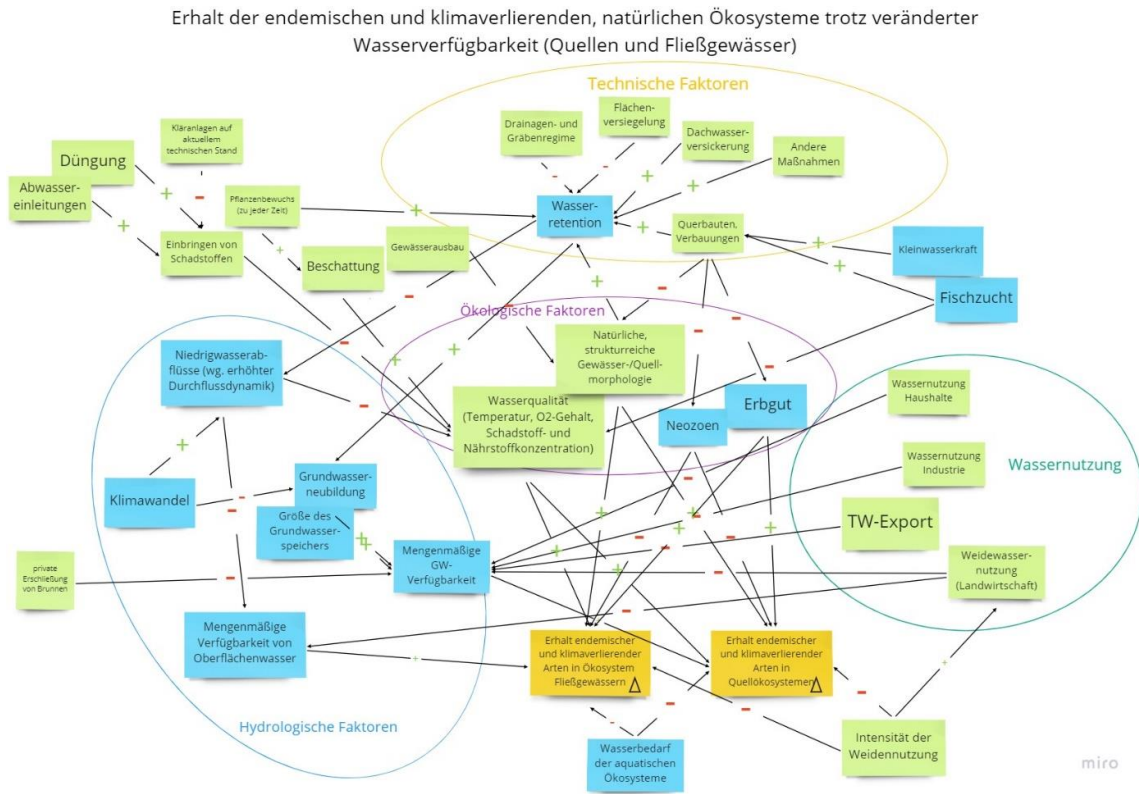 Erhalt der endemischen und klimaverlierenden, natürlichen Ökosysteme trotz veränderter
Wasserverfügbarkeit (Quellen und Fließgewässer)
Technische Faktoren
Drainagen- und
Gräbenregime
Flächen-
versiegelung
Dachwasser-
versickerung
Andere
Maßnahmen
Kläranlagen auf
aktuellem
technischen Stand
Düngung
Abwasser-
einleitungen
Pflanzenbewuchs
(zu jeder Zeit)
Wasser-
retention
Querbauten,
Verbauungen
Einbringen von
Schadstoffen
Beschattung
Gewässerausbau
Kleinwasserkraft
Fischzucht
Ökologische Faktoren
Natürliche,
strukturreiche
Gewässer-/Quell-
morphologie
Niedrigwasserab-
flüsse (wg. erhöhter
Durchflussdynamik)
Wasserqualität
(Temperatur, O2-Gehalt,
Schadstoff- und
Nährstoffkonzentration)
Neozoen
Erbgut
Wassernutzung
Haushalte
Wassernutzung
Industrie
Wassernutzung
TW-Export
Weidewasser-
nutzung
(Landwirtschaft)
Klimawandel
Grundwasser-
neubildung
Größe des
Grundwasser-
speichers
Mengenmäßige
GW-
Verfügbarkeit
private
Erschließung
von Brunnen
Mengenmäßige
Verfügbarkeit von
Oberflächenwasser
Erhalt endemischer
und klimaverlierender
Arten in Ökosystem
Fließgewässern
Erhalt endemischer
und klimaverlierender
Arten in
Quellökosystemen
Hydrologische Faktoren
Wasserbedarf
der aquatischen
Ökosysteme
Intensität der
Weidennutzung
miro